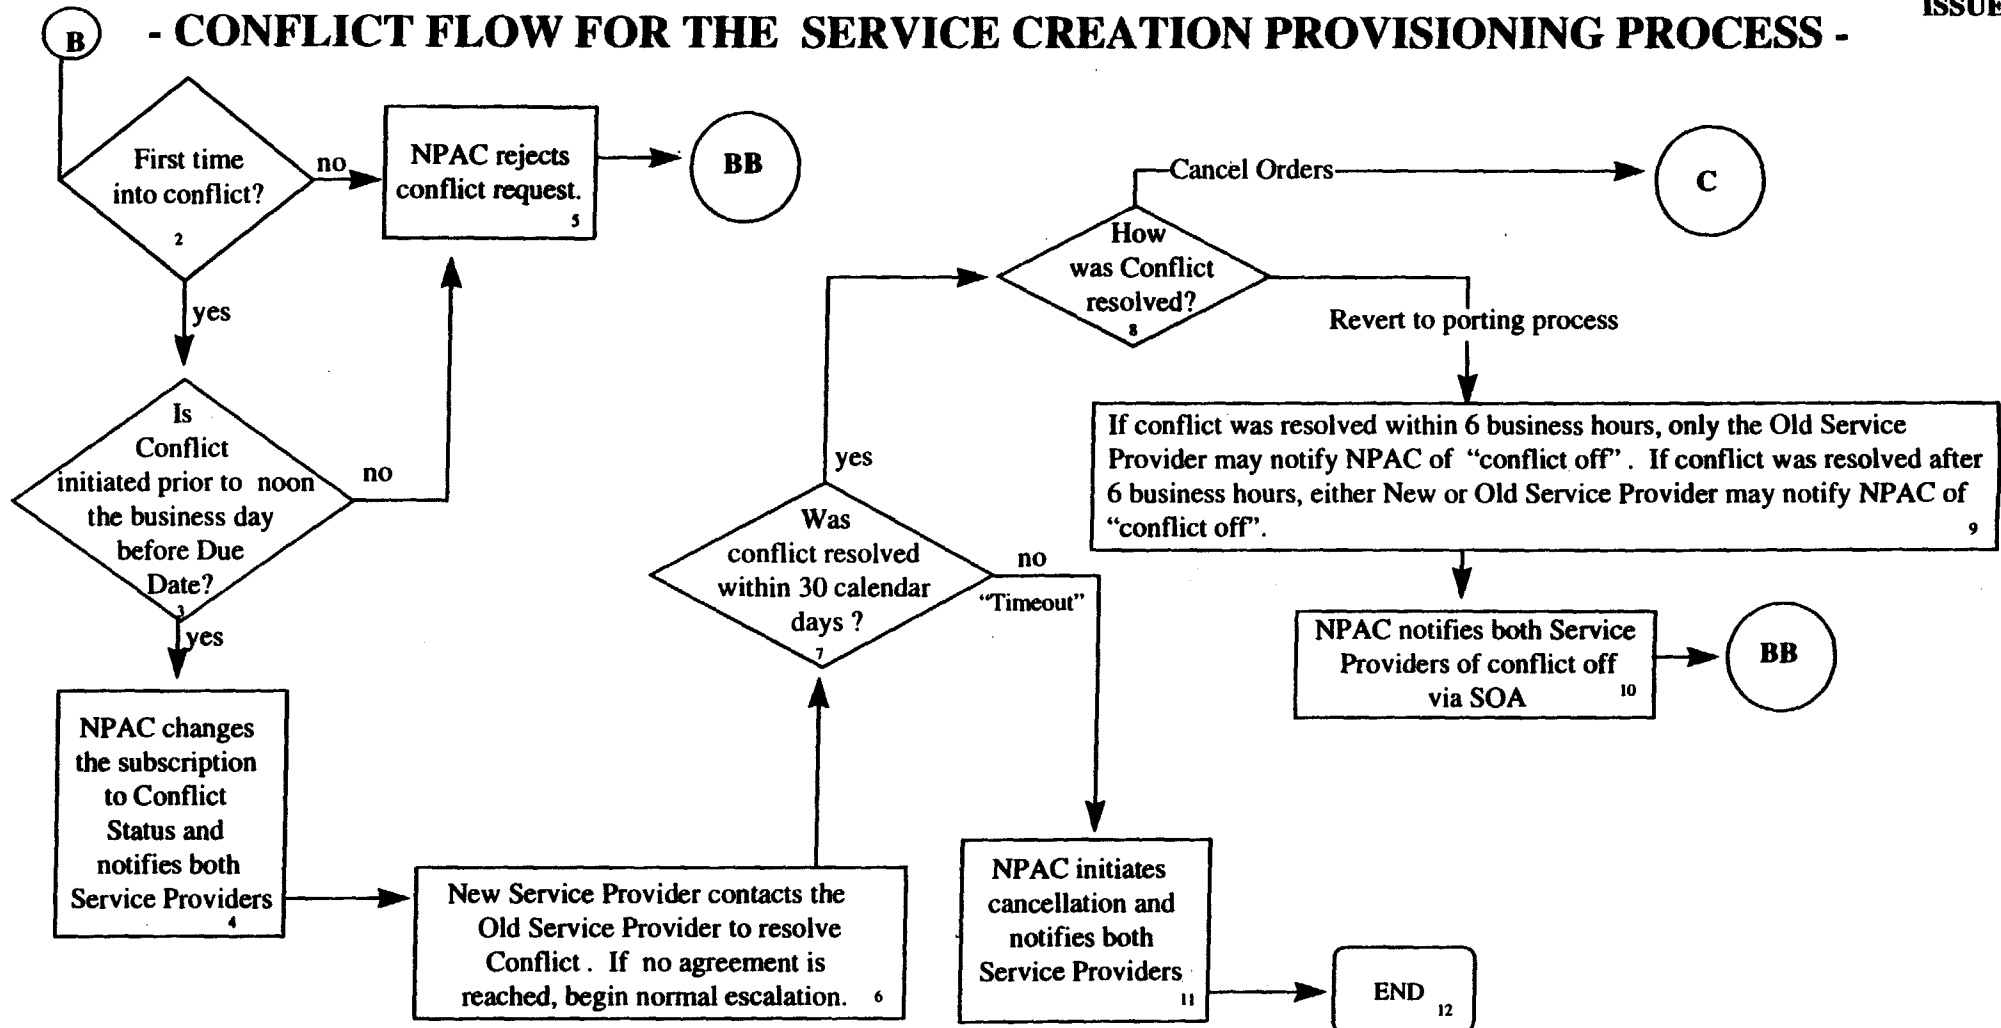 B
- CONFLICT FLOW FOR THE SERVICE CREATION PROVISIONING PROCESS -
ISSUE
First time
into conflict?
2
no
NPAC rejects
conflict request.
5
BB
yes
Is
Conflict
initiated prior to noon
the business day
before Due
Date?
3
no
yes
NPAC changes
the subscription
to Conflict
Status and
notifies both
Service Providers
4
New Service Provider contacts the
Old Service Provider to resolve
Conflict . If no agreement is
reached, begin normal escalation.
6
Was
conflict resolved
within 30 calendar
days ?
7
yes
no
“Timeout”
How
was Conflict
resolved?
8
Cancel Orders
C
Revert to porting process
If conflict was resolved within 6 business hours, only the Old Service
Provider may notify NPAC of “conflict off” . If conflict was resolved after
6 business hours, either New or Old Service Provider may notify NPAC of
“conflict off”.
9
NPAC notifies both Service
Providers of conflict off
via SOA
10
BB
NPAC initiates
cancellation and
notifies both
Service Providers
11
END
12